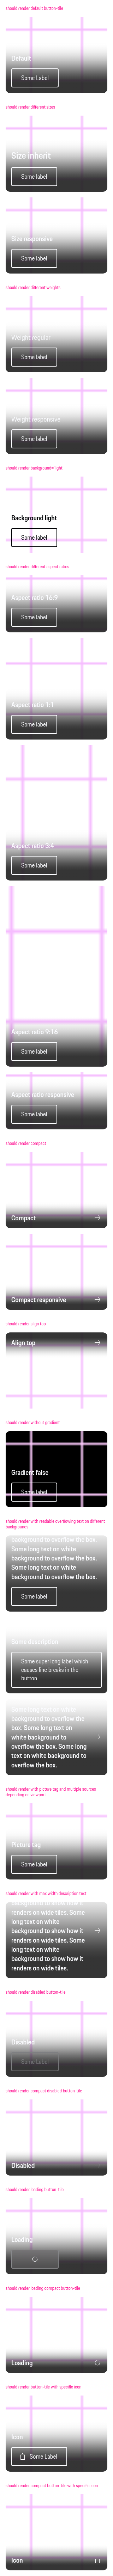 should render default button-tile
Default
Some Label
should render different sizes
Size inherit
Some label
Size responsive
Some label
should render different weights
Weight regular
Some label
Weight responsive
Some label
should render background='light'
Background light
Some label
should render different aspect ratios
Aspect ratio 16:9
Some label
Aspect ratio 1:1
Some label
Aspect ratio 3:4
Some label
Aspect ratio 9:16
Some label
Aspect ratio responsive
Some label
should render compact
Compact
Compact responsive
should render align top
Align top
should render without gradient
Gradient false
Some label
should render with readable overflowing text on different
backgrounds
background to overflow the box.
Some long text on white
background to overflow the box.
Some long text on white
background to overflow the box.
Some label
Some description
Some super long label which
causes line breaks in the
button
background to overflow the
box. Some long text on
white background to
overflow the box. Some long
text on white background to
overflow the box.
should render with picture tag and multiple sources
depending on viewport
Picture tag
Some label
should render with max-width description text
background to show how it
renders on wide tiles. Some
long text on white
background to show how it
renders on wide tiles. Some
long text on white
background to show how it
renders on wide tiles.
should render disabled button-tile
Disabled
Some Label
should render compact disabled button-tile
Disabled
should render loading button-tile
Loading
should render loading compact button-tile
Loading
should render button-tile with specific icon
Icon
Some Label
should render compact button-tile with specific icon
Icon